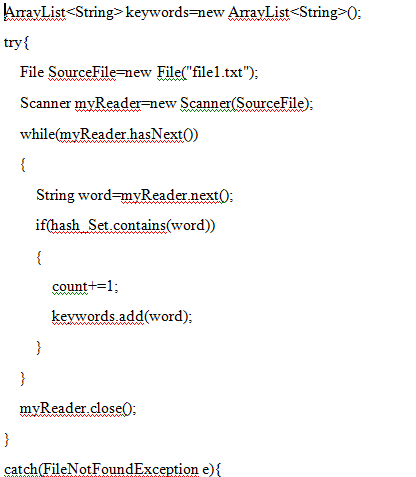 ArrayList<String> keywords=new ArrayList<String>();
try{
File SourceFile=new File("file1.txt");
Scanner myReader=new Scanner(SourceFile);
while(myReader.hasNext())
{
String word=myReader.next();
if(hash_Set.contains(word))
{
count+=1;
keywords.add(word);
}
}
myReader.close();
}
catch(FileNotFoundException e){